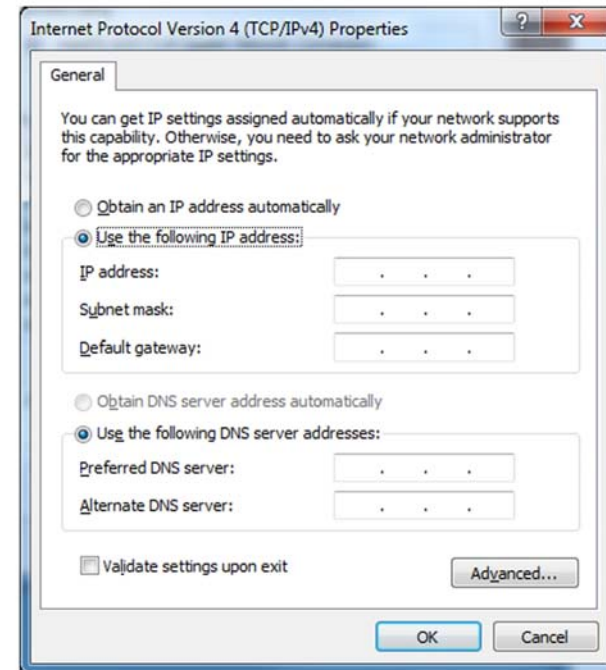 Internet Protocol Version 4 (TCP/IPv4) Properties
General
You can get IP settings assigned automatically if your network supports
this capability. Otherwise, you need to ask your network administrator
for the appropriate IP settings.
Obtain an IP address automatically
Use the following IP address:
IP address: . . .
Subnet mask: . . .
Default gateway: . . .
Obtain DNS server address automatically
Use the following DNS server addresses:
Preferred DNS server: . . .
Alternate DNS server: . . .
Validate settings upon exit
Advanced...
OK Cancel